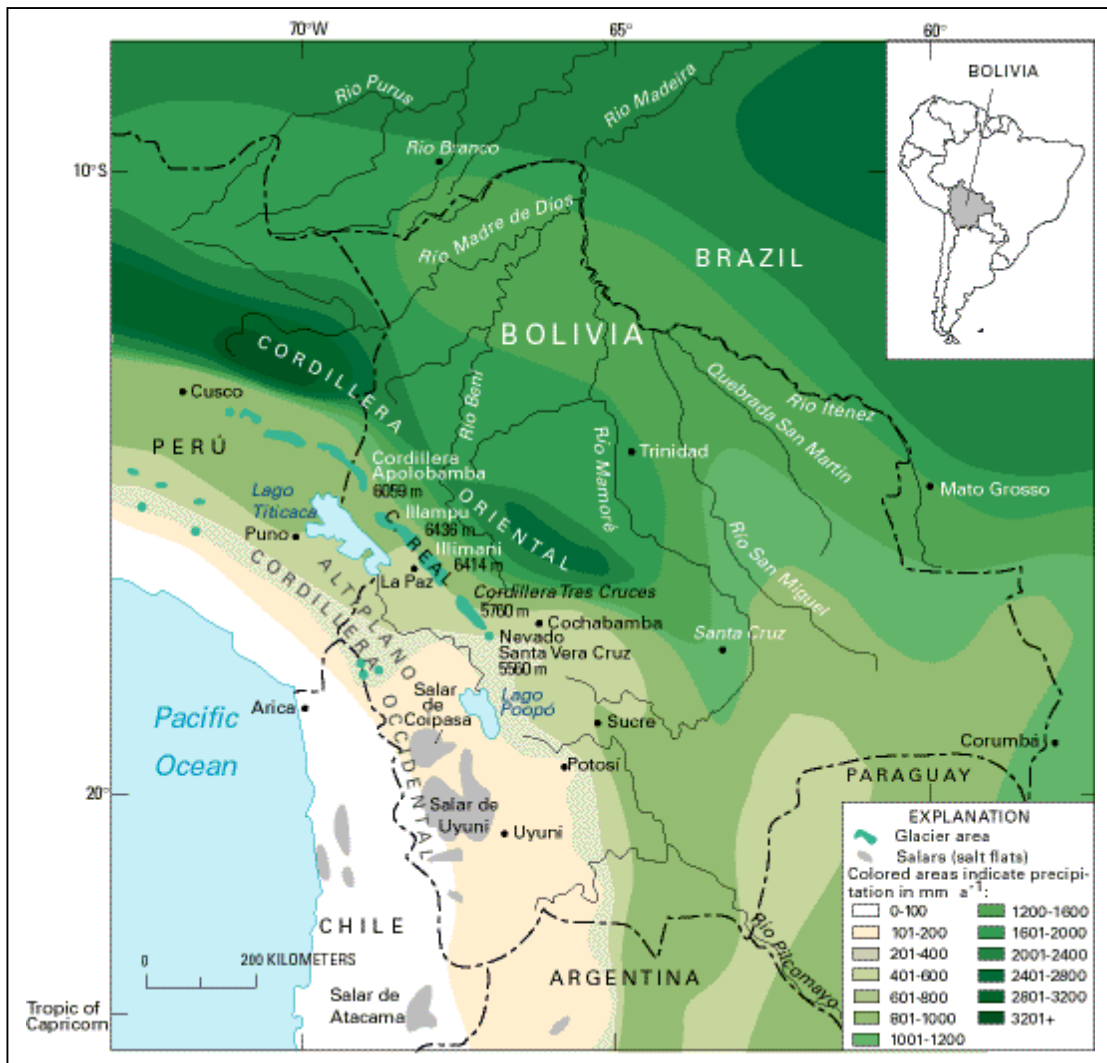 70°W
65°
60°
BOLIVIA
Rio Purus
Río Madeira
Río Branco
10°S
Río Madre de Dios
BRAZIL
BOLIVIA
CORDILLERA
ORIENTAL
Cusco
Río Beni
Quebrada San Martin
Río Iténez
PERÚ
Río Mamoré
Trinidad
Cordillera
Apolobamba
6059 m
Mato Grosso
Lago
Titicaca
Illampu
6436 m
Puno
C. REAL
Illimani
6414 m
Río San Miguel
La Paz
CORDILLERA
OCCIDENTAL
ALTIPLANO
Cordillera Tres Cruces
5760 m
Cochabamba
Nevado
Santa Vera Cruz
5560 m
Santa Cruz
Salar
de
Coipasa
Lago
Poopó
Arica
Sucre
Pacific
Ocean
Corumbá
Potosí
PARAGUAY
20°
Salar de
Uyuni
Uyuni
CHILE
Río Pilcomayo
0
200 KILOMETERS
ARGENTINA
Salar de
Atacama
Tropic of
Capricorn
EXPLANATION
Glacier area
Salars (salt flats)
Colored areas indicate precipi-
tation in mm a-1:
0-100
101-200
201-400
401-600
601-800
801-1000
1001-1200
1200-1600
1601-2000
2001-2400
2401-2800
2801-3200
3201+